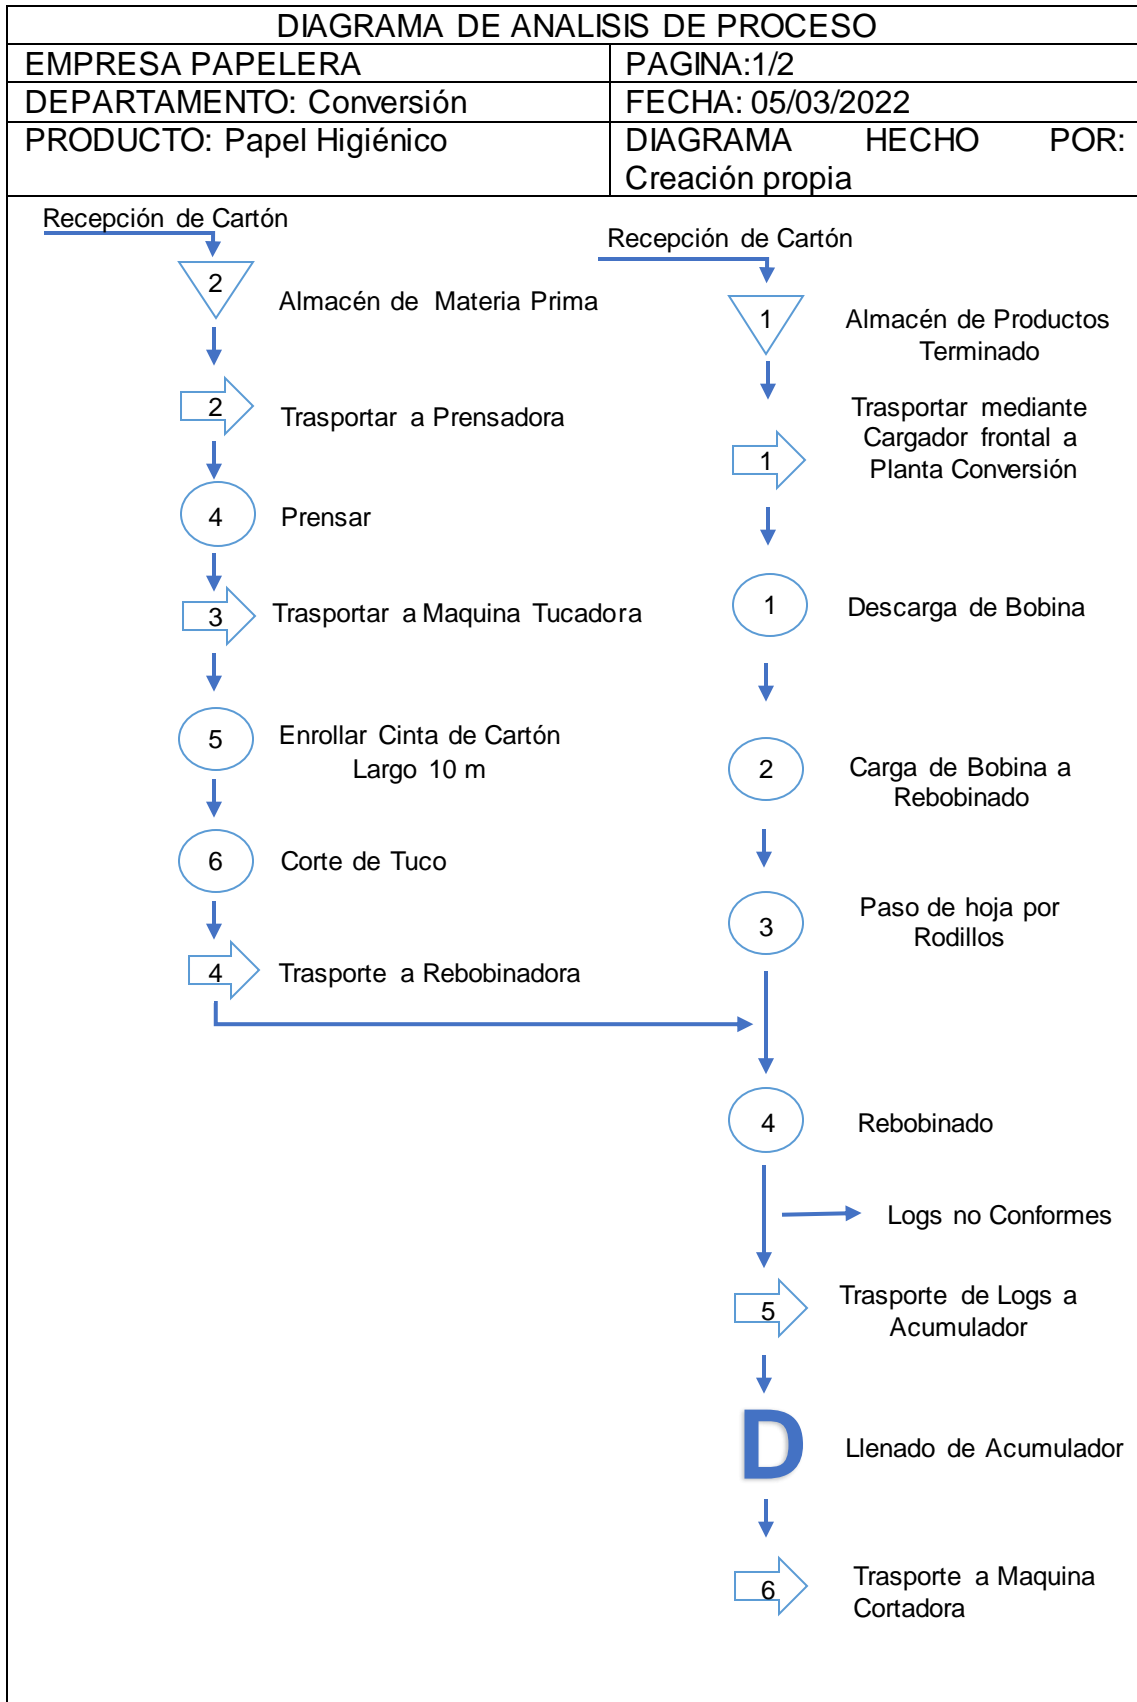 DIAGRAMA DE ANALISIS DE PROCESO
EMPRESA PAPELERA
PAGINA:1/2
DEPARTAMENTO: Conversión
FECHA: 05/03/2022
PRODUCTO: Papel Higiénico
DIAGRAMA HECHO POR:
Creación propia
Recepción de Cartón
2
Almacén de Materia Prima
2
Trasportar a Prensadora
4
Prensar
3
Trasportar a Maquina Tucadora
5
Enrollar Cinta de Cartón
Largo 10 m
6
Corte de Tuco
4
Trasporte a Rebobinadora
Recepción de Cartón
1
Almacén de Productos
Terminado
1
Trasportar mediante
Cargador frontal a
Planta Conversión
1
Descarga de Bobina
2
Carga de Bobina a
Rebobinado
3
Paso de hoja por
Rodillos
4
Rebobinado
Logs no Conformes
5
Trasporte de Logs a
Acumulador
D
Llenado de Acumulador
6
Trasporte a Maquina
Cortadora